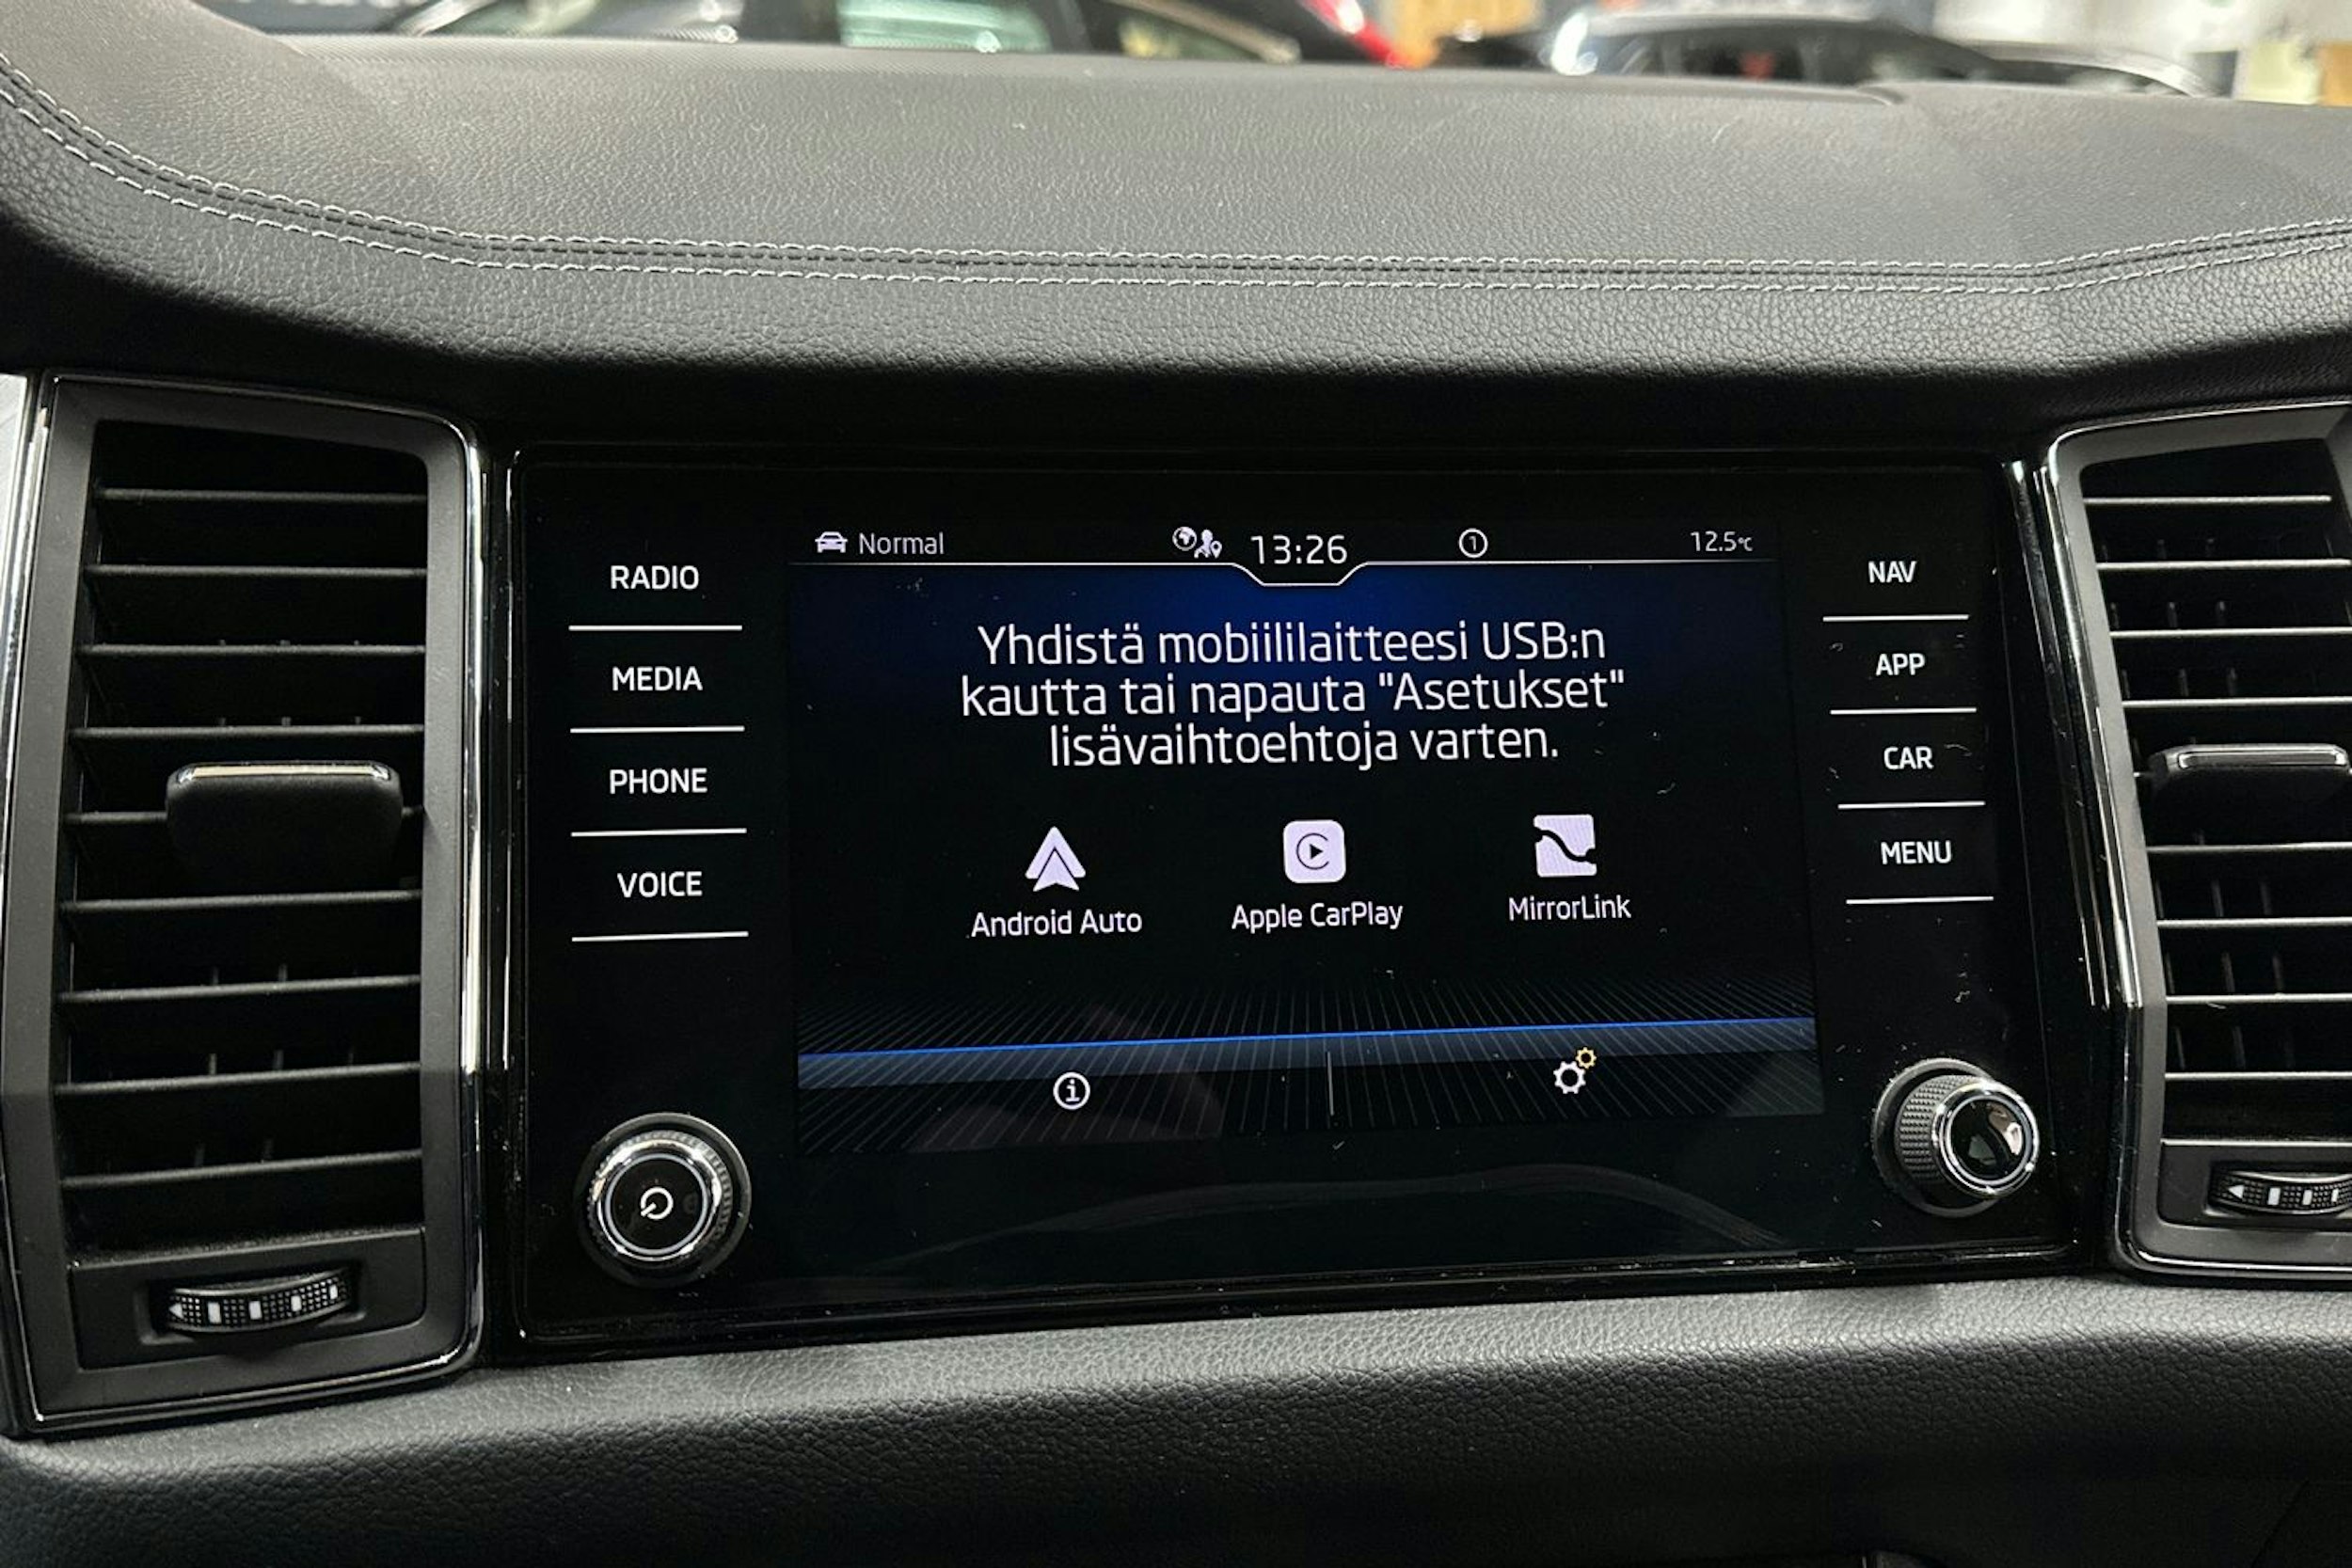 Normal 13:26 1 12.5°C
RADIO
MEDIA
PHONE
VOICE
Yhdistä mobiililaitteesi USB:n
kautta tai napauta "Asetukset"
lisävaihtoehtoja varten.
Android Auto Apple CarPlay MirrorLink
NAV
APP
CAR
MENU